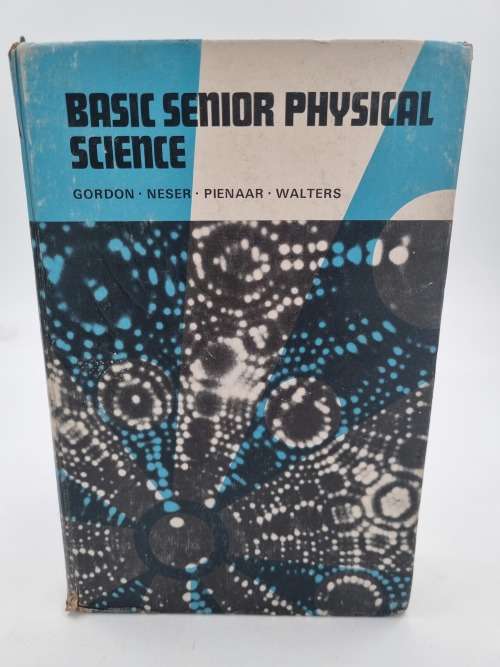 BASIC SENIOR PHYSICAL
SCIENCE
GORDON · NESER · PIENAAR · WALTERS